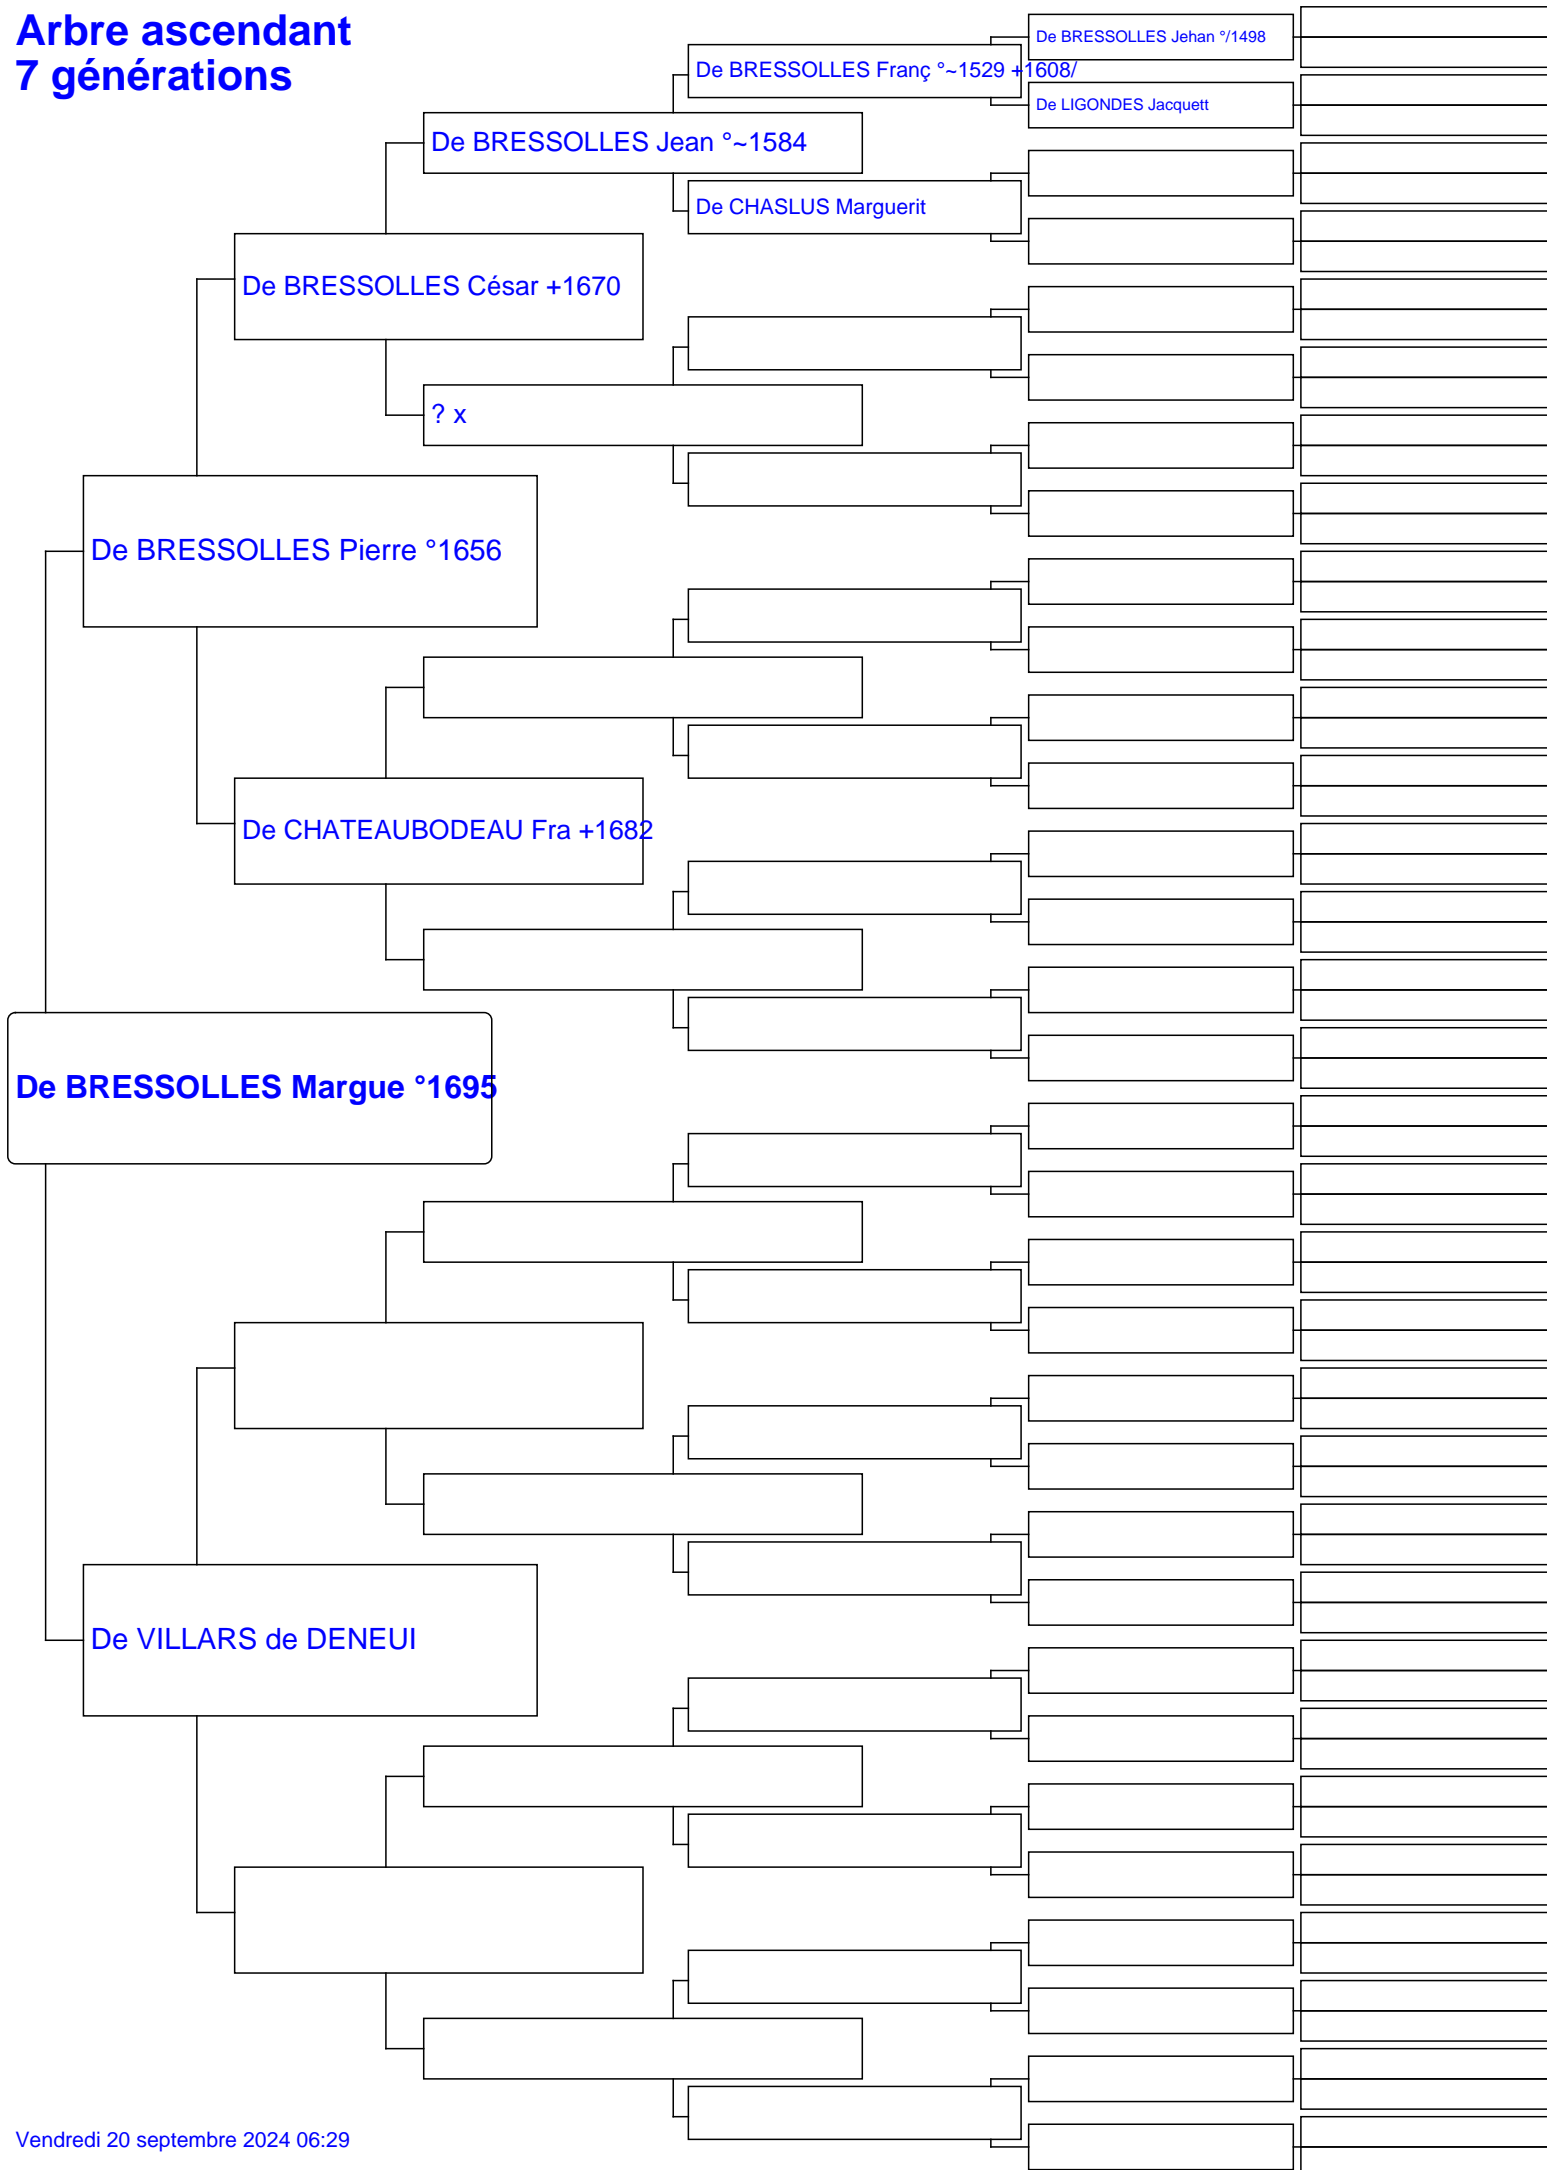 Arbre ascendant
7 générations
De BRESSOLLES Jehan °/1498
De BRESSOLLES Franç °~1529 +1608/
De LIGONDES Jacquett
De BRESSOLLES Jean °~1584
De CHASLUS Marguerit
De BRESSOLLES César +1670
? x
De BRESSOLLES Pierre °1656
De CHATEAUBODEAU Fra +1682
De BRESSOLLES Margue °1695
De VILLARS de DENEUI
Vendredi 20 septembre 2024 06:29